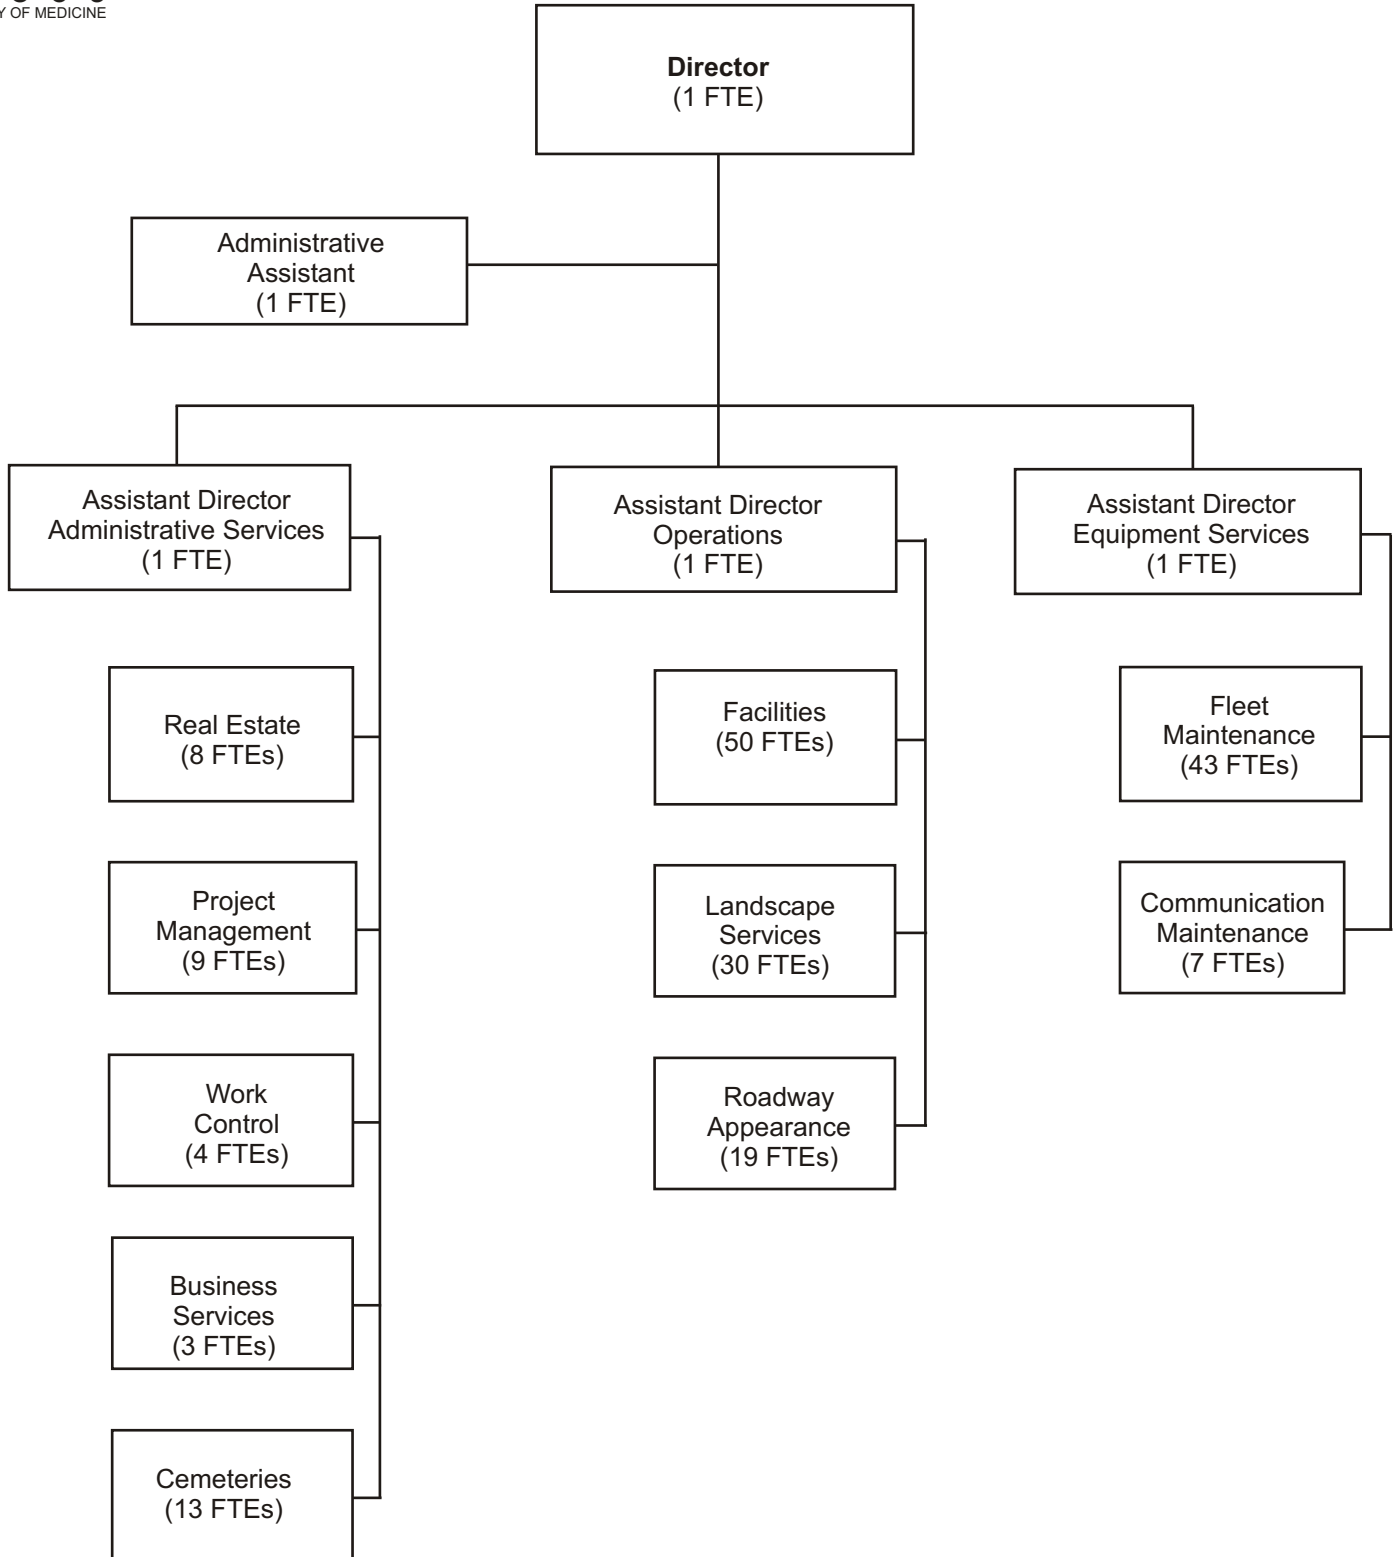 OF MEDICINE
Director
(1 FTE)
Administrative
Assistant
(1 FTE)
Assistant Director
Administrative Services
(1 FTE)
Assistant Director
Operations
(1 FTE)
Assistant Director
Equipment Services
(1 FTE)
Real Estate
(8 FTEs)
Facilities
(50 FTEs)
Fleet
Maintenance
(43 FTEs)
Project
Management
(9 FTEs)
Landscape
Services
(30 FTEs)
Communication
Maintenance
(7 FTEs)
Work
Control
(4 FTEs)
Roadway
Appearance
(19 FTEs)
Business
Services
(3 FTEs)
Cemeteries
(13 FTEs)